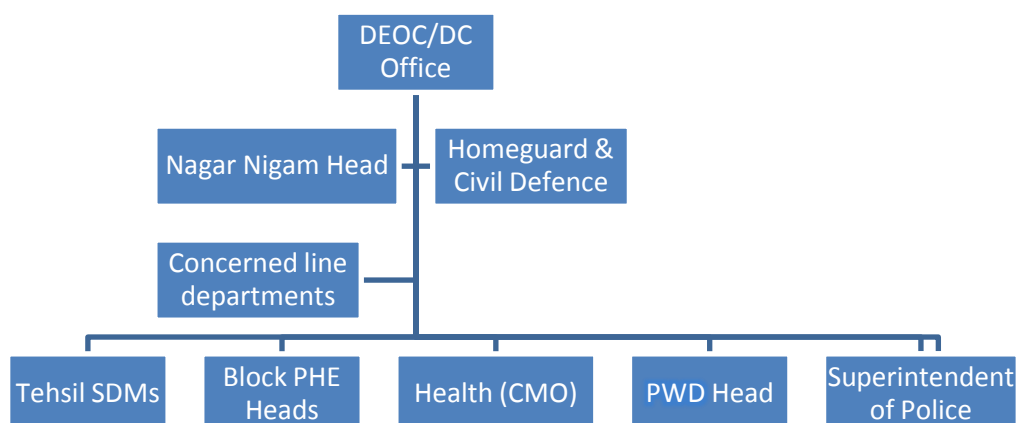 DEOC/DC
Office
Nagar Nigam Head
Homeguard &
Civil Defence
Concerned line
departments
Tehsil SDMs
Block PHE
Heads
Health (CMO)
PWD Head
Superintendent
of Police